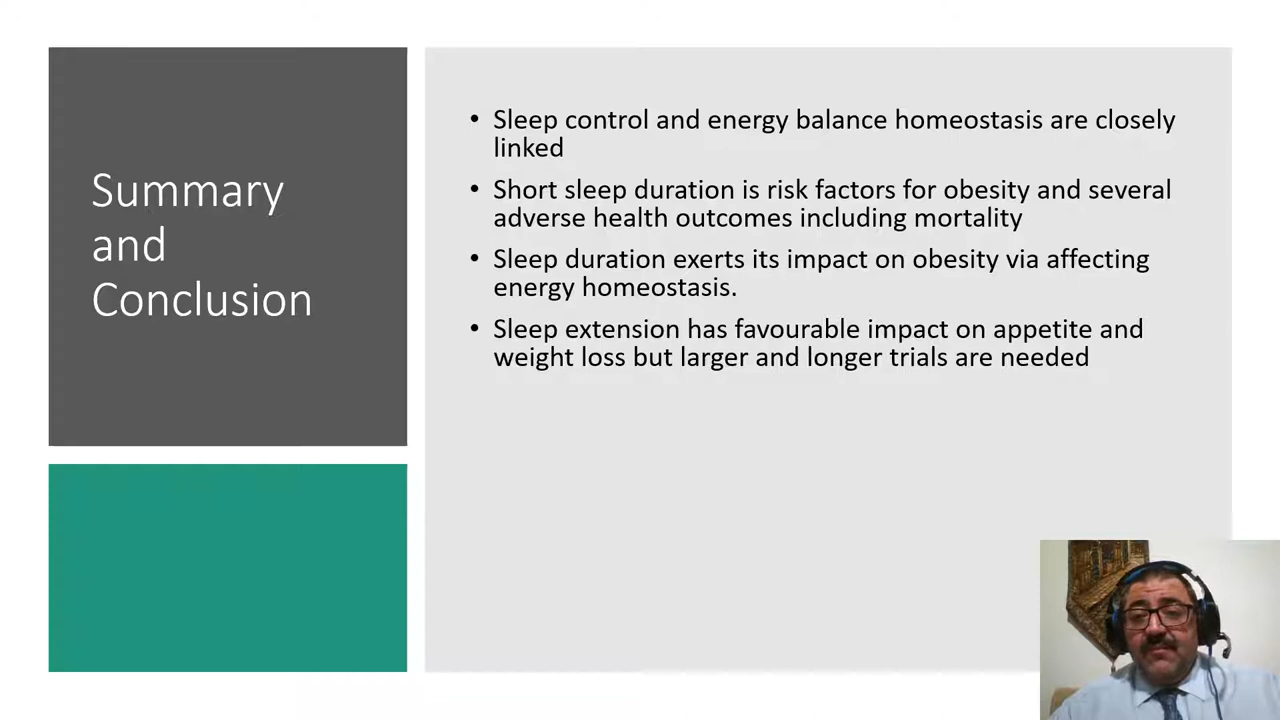 Summary
and
Conclusion
• Sleep control and energy balance homeostasis are closely
linked
• Short sleep duration is risk factors for obesity and several
adverse health outcomes including mortality
• Sleep duration exerts its impact on obesity via affecting
energy homeostasis.
• Sleep extension has favourable impact on appetite and
weight loss but larger and longer trials are needed